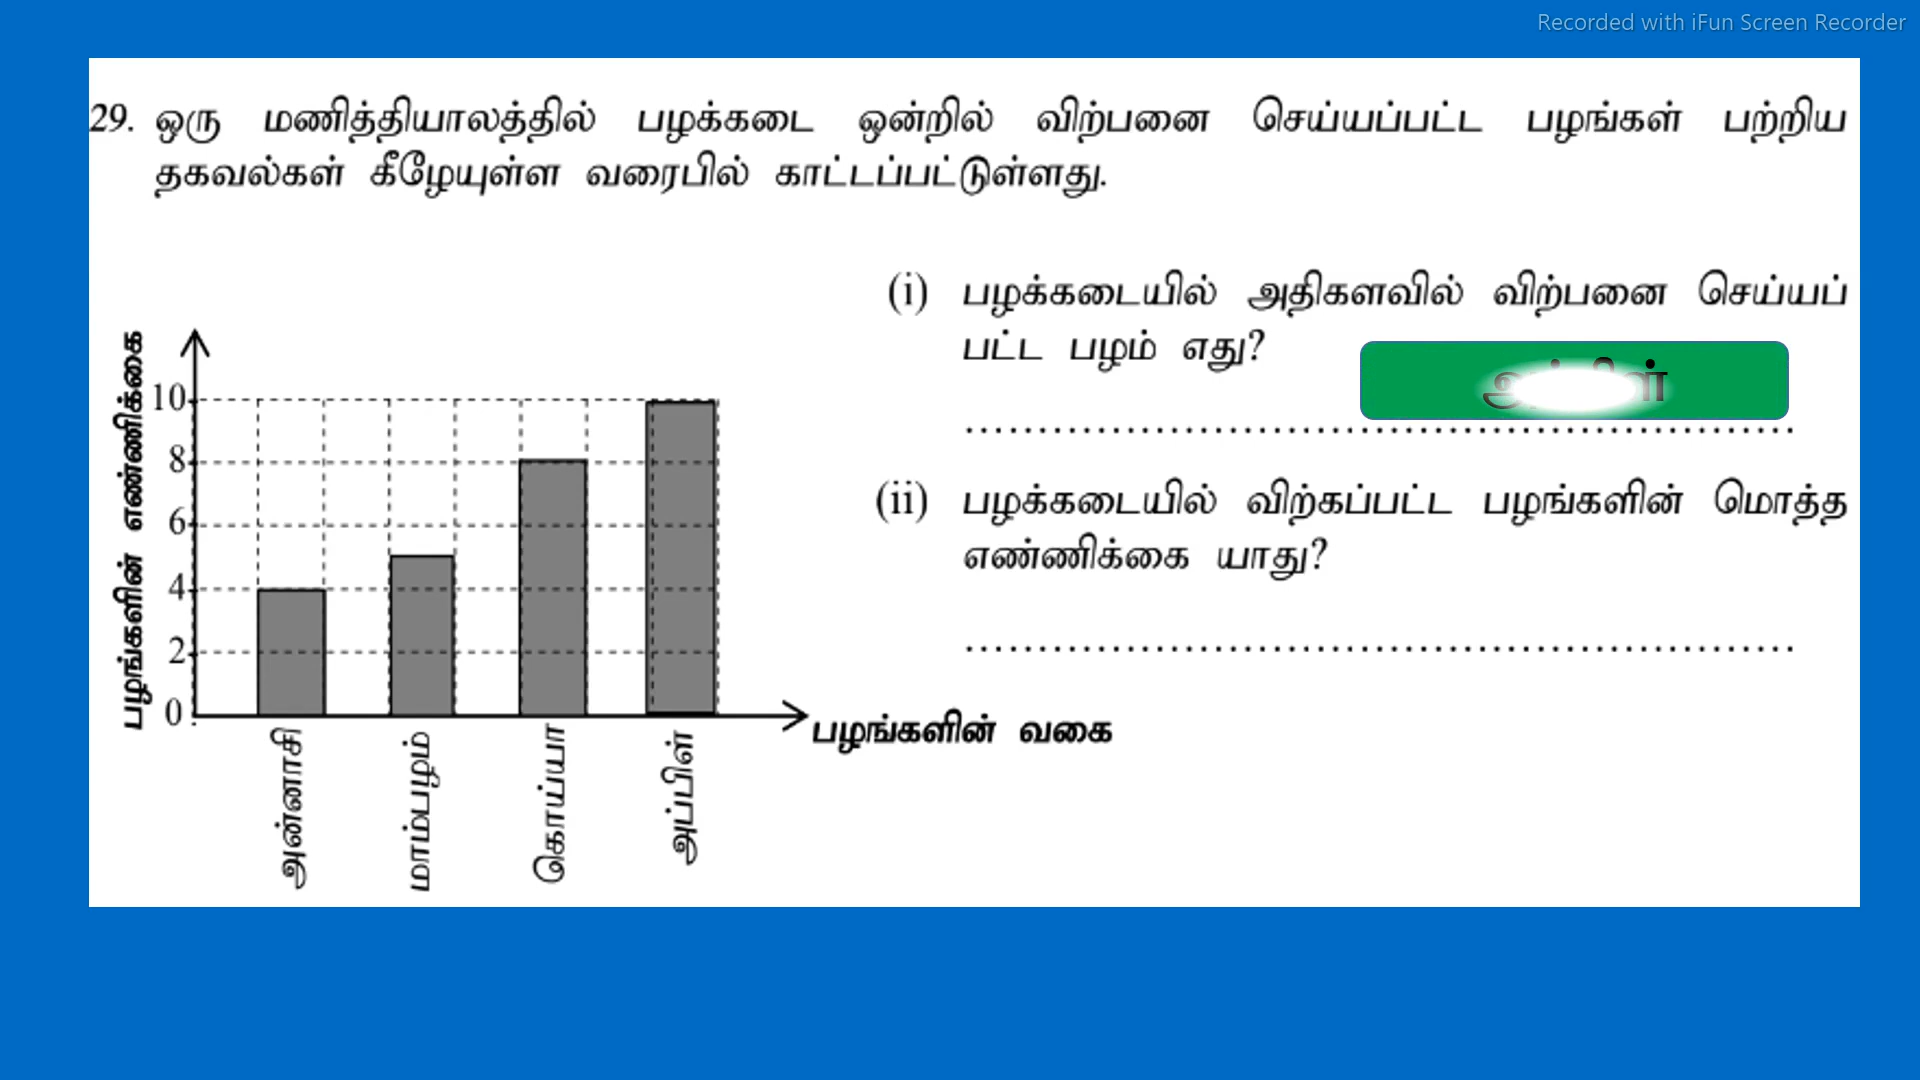 Recorded with iFun Screen Recorder
29. ஒரு மணித்தியாலத்தில் பழக்கடை ஒன்றில் விற்பனை செய்யப்பட்ட பழங்கள் பற்றிய
தகவல்கள் கீழேயுள்ள வரைபில் காட்டப்பட்டுள்ளது.
(i) பழக்கடையில் அதிகளவில் விற்பனை செய்யப்
பட்ட பழம் எது?
(ii) பழக்கடையில் விற்கப்பட்ட பழங்களின் மொத்த
எண்ணிக்கை யாது?
பழங்களின் எண்ணிக்கை
10
8
6
4
2
0
அன்னாசி
மாம்பழம்
கொய்யா
அப்பிள்
பழங்களின் வகை